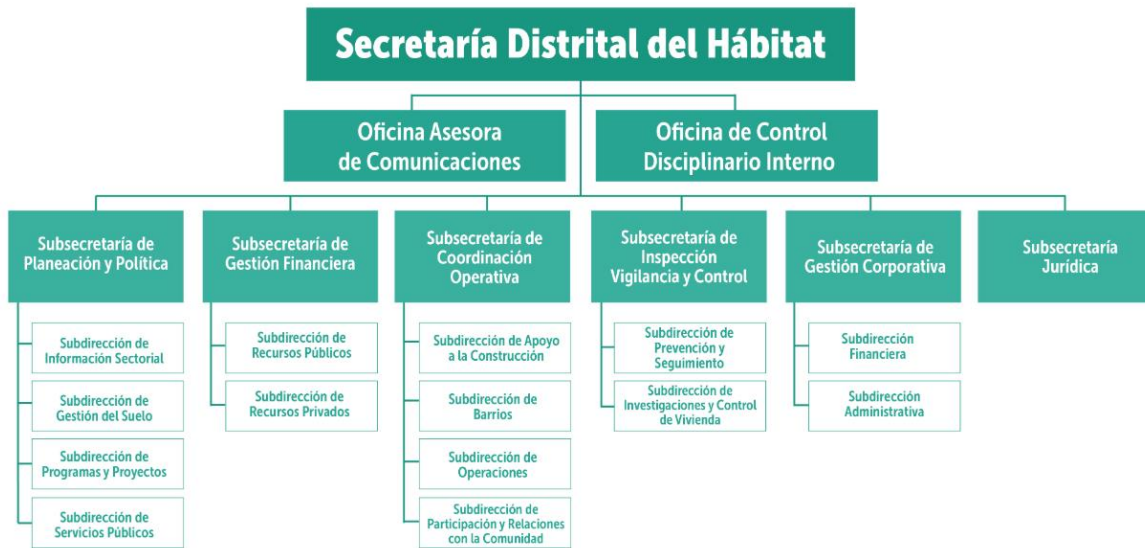 Secretaría Distrital del Hábitat
Oficina Asesora
de Comunicaciones
Oficina de Control
Disciplinario Interno
Subsecretaría de
Planeación y Política
Subsecretaría de
Gestión Financiera
Subsecretaría de
Coordinación
Operativa
Subsecretaría de
Inspección
Vigilancia y Control
Subsecretaría de
Gestión Corporativa
Subsecretaría
Jurídica
Subdirección de
Información Sectorial
Subdirección de
Gestión del Suelo
Subdirección de
Programas y Proyectos
Subdirección de
Servicios Públicos
Subdirección de
Recursos Públicos
Subdirección de
Recursos Privados
Subdirección de Apoyo
a la Construcción
Subdirección de
Barrios
Subdirección de
Operaciones
Subdirección de
Participación y Relaciones
con la Comunidad
Subdirección de
Prevención y
Seguimiento
Subdirección de
Investigaciones y Control
de Vivienda
Subdirección
Financiera
Subdirección
Administrativa